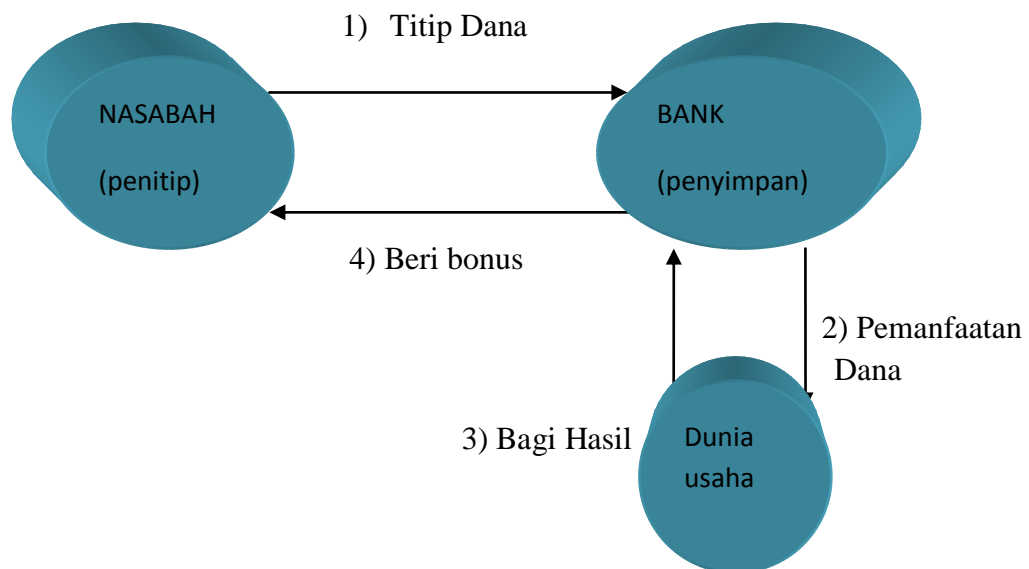 1) Titip Dana
NASABAH
(penitip)
BANK
(penyimpan)
4) Beri bonus
2) Pemanfaatan
Dana
3) Bagi Hasil
Dunia
usaha